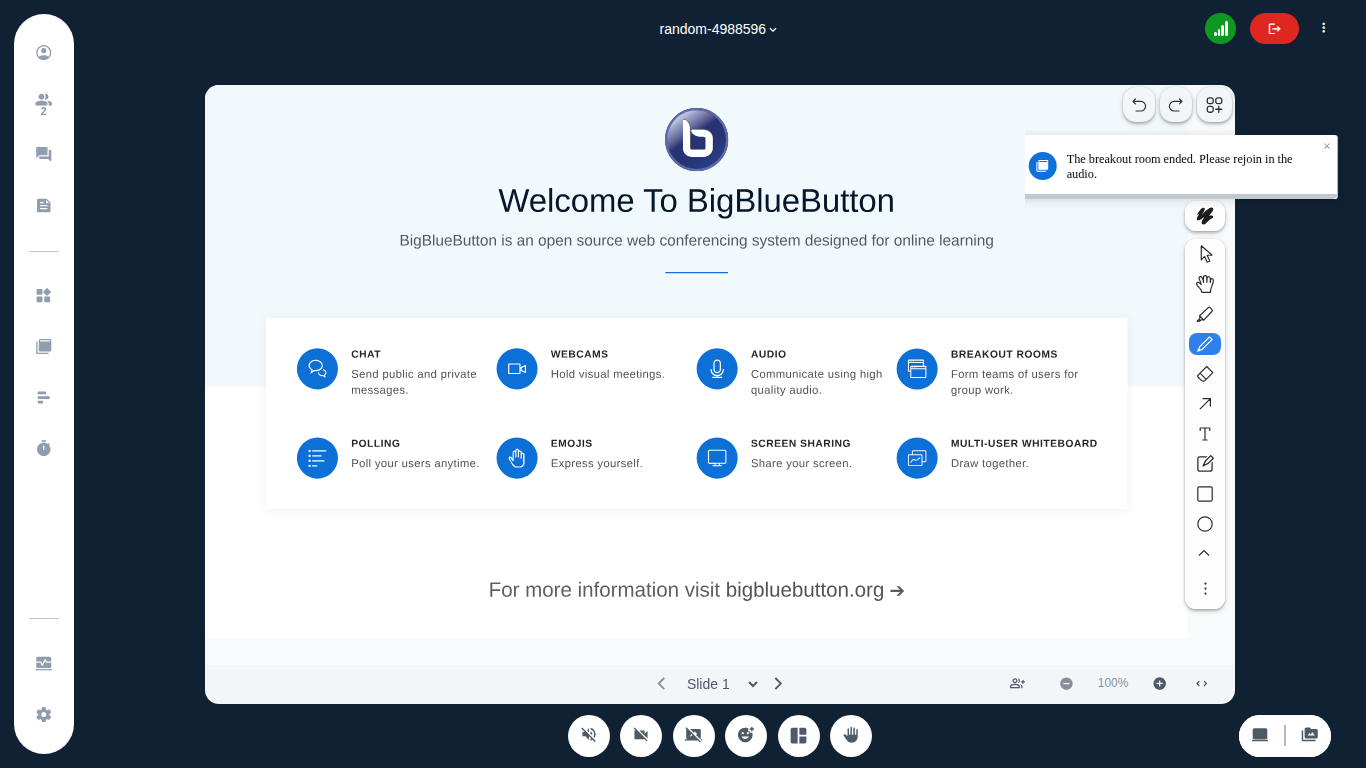 random-4988596
2
The breakout room ended. Please rejoin in the
audio.
Welcome To BigBlueButton
BigBlueButton is an open source web conferencing system designed for online learning
CHAT
Send public and private
messages.
WEBCAMS
Hold visual meetings.
AUDIO
Communicate using high
quality audio.
BREAKOUT ROOMS
Form teams of users for
group work.
POLLING
Poll your users anytime.
EMOJIS
Express yourself.
SCREEN SHARING
Share your screen.
MULTI-USER WHITEBOARD
Draw together.
For more information visit bigbluebutton.org ➔
Slide 1
100%